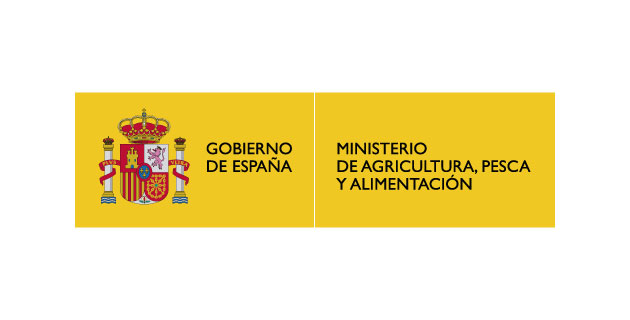 GOBIERNO
DE ESPAÑA
MINISTERIO
DE AGRICULTURA, PESCA
Y ALIMENTACIÓN